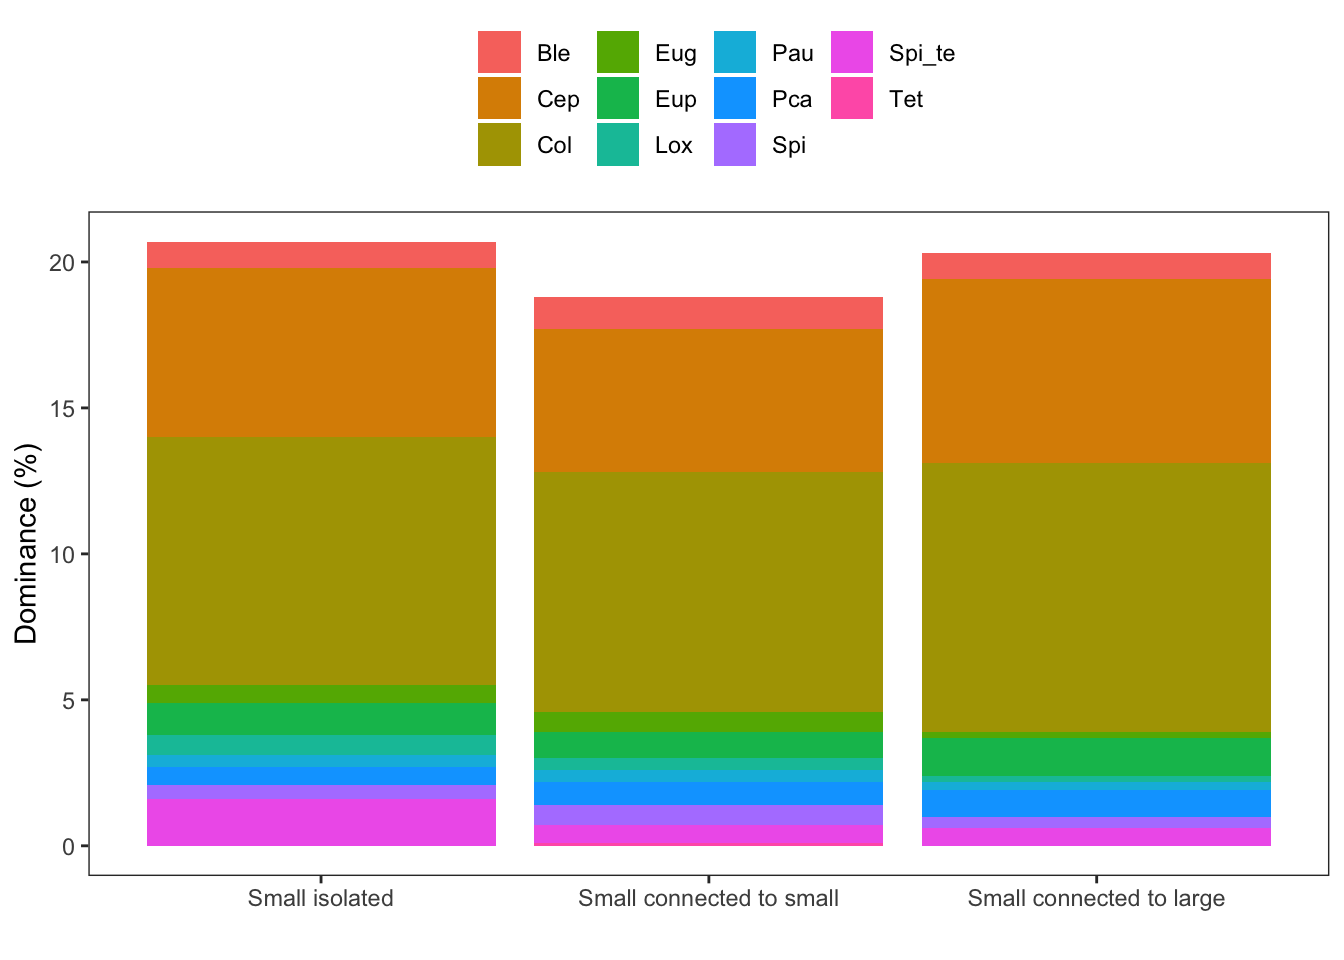 Ble Eug Pau Spi_te
Cep Eup Pca Tet
Col Lox Spi
Dominance (%)
20
15
10
5
0
Small isolated Small connected to small Small connected to large